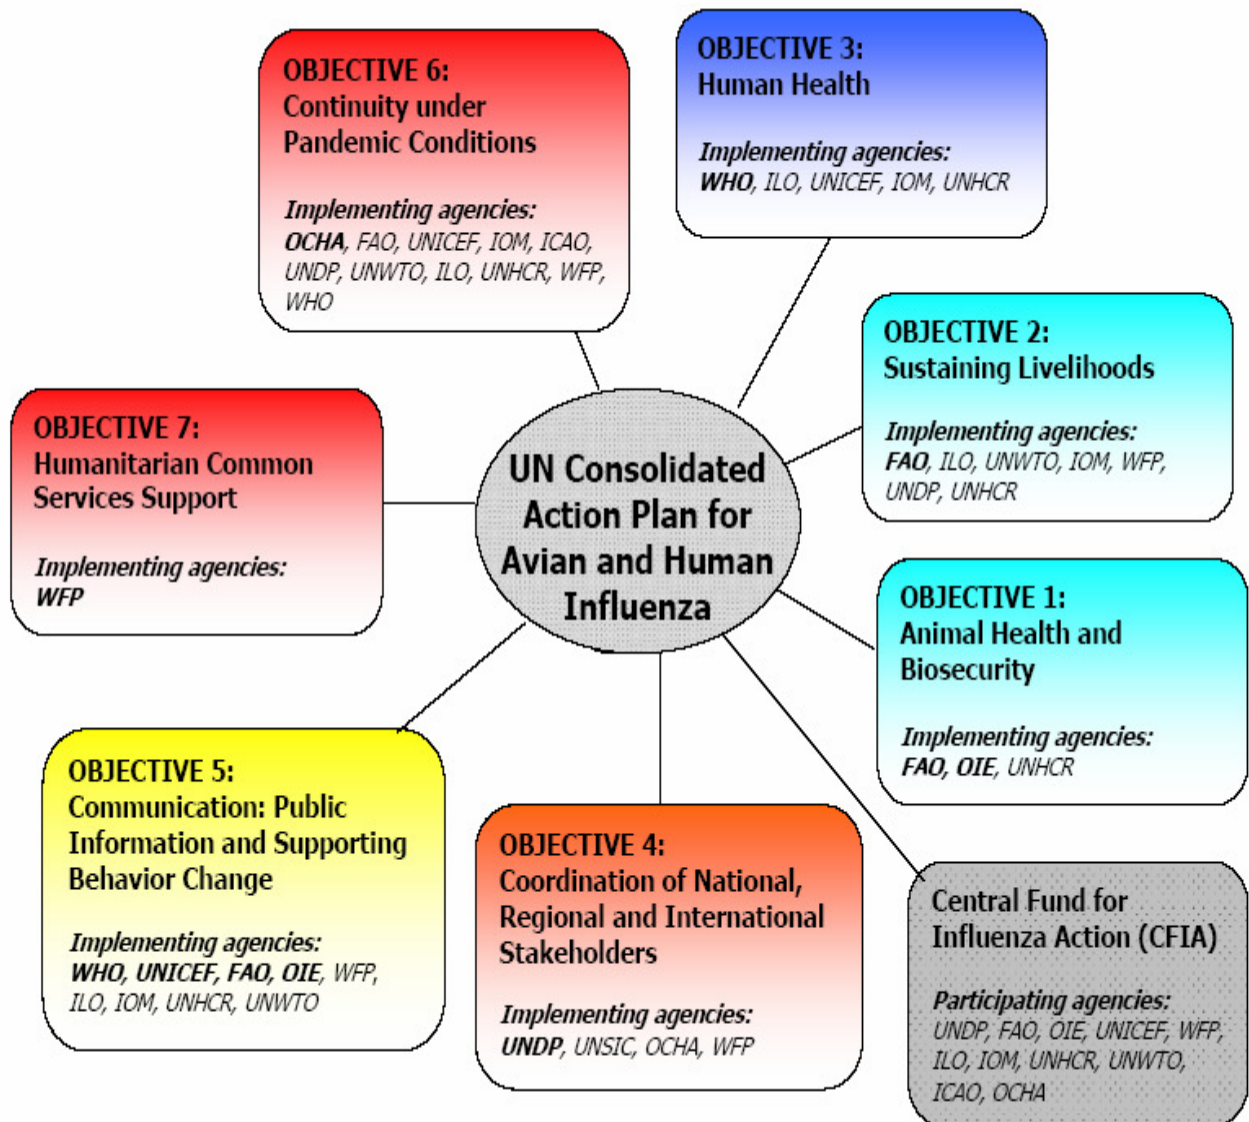 OBJECTIVE 6:
Continuity under
Pandemic Conditions
Implementing agencies:
OCHA, FAO, UNICEF, IOM, ICAO,
UNDP, UNWTO, ILO, UNHCR, WFP,
WHO
OBJECTIVE 3:
Human Health
Implementing agencies:
WHO, ILO, UNICEF, IOM, UNHCR
OBJECTIVE 2:
Sustaining Livelihoods
Implementing agencies:
FAO, ILO, UNWTO, IOM, WFP,
UNDP, UNHCR
OBJECTIVE 7:
Humanitarian Common
Services Support
Implementing agencies:
WFP
UN Consolidated
Action Plan for
Avian and Human
Influenza
OBJECTIVE 1:
Animal Health and
Biosecurity
Implementing agencies:
FAO, OIE, UNHCR
OBJECTIVE 5:
Communication: Public
Information and Supporting
Behavior Change
Implementing agencies:
WHO, UNICEF, FAO, OIE, WFP,
ILO, IOM, UNHCR, UNWTO
OBJECTIVE 4:
Coordination of National,
Regional and International
Stakeholders
Implementing agencies:
UNDP, UNSIC, OCHA, WFP
Central Fund for
Influenza Action (CFIA)
Participating agencies:
UNDP, FAO, OIE, UNICEF, WFP,
ILO, IOM, UNHCR, UNWTO,
ICAO, OCHA